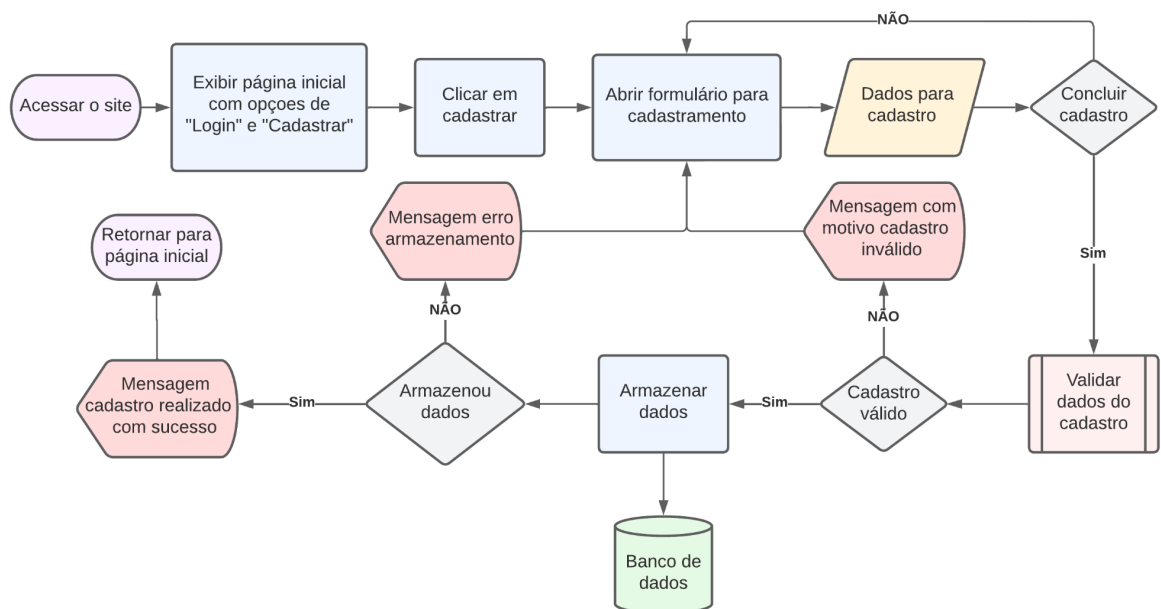 NÃO
Acessar o site
Exibir página inicial
com opçoes de
"Login" e "Cadastrar"
Clicar em
cadastrar
Abrir formulário para
cadastramento
Dados para
cadastro
Concluir
cadastro
Retornar para
página inicial
Mensagem erro
armazenamento
Mensagem com
motivo cadastro
inválido
Sim
NÃO
NÃO
Mensagem
cadastro realizado
com sucesso
Sim
Armazenou
dados
Armazenar
dados
Sim
Cadastro
válido
Validar
dados do
cadastro
Banco de
dados